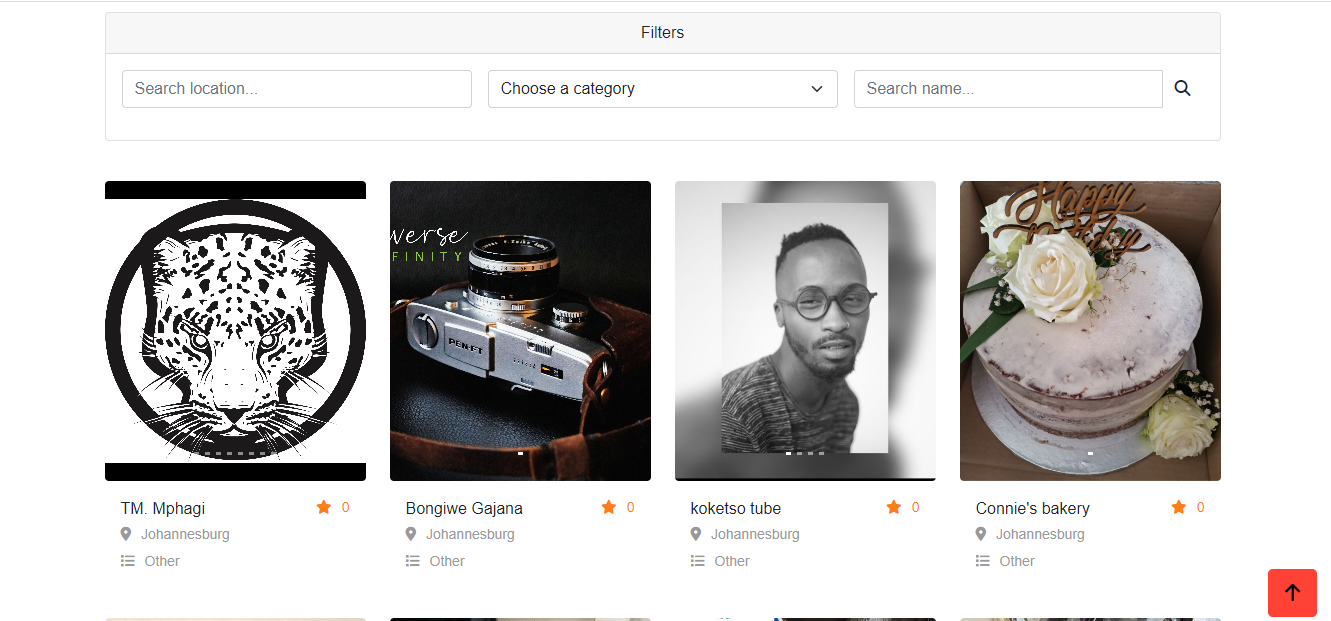 Filters
Search location...
Choose a category
Search name...
verse
FINITY
PEN-FT
Happy
Birthday
TM. Mphagi
0
Johannesburg
Other
Bongiwe Gajana
0
Johannesburg
Other
koketso tube
0
Johannesburg
Other
Connie's bakery
0
Johannesburg
Other